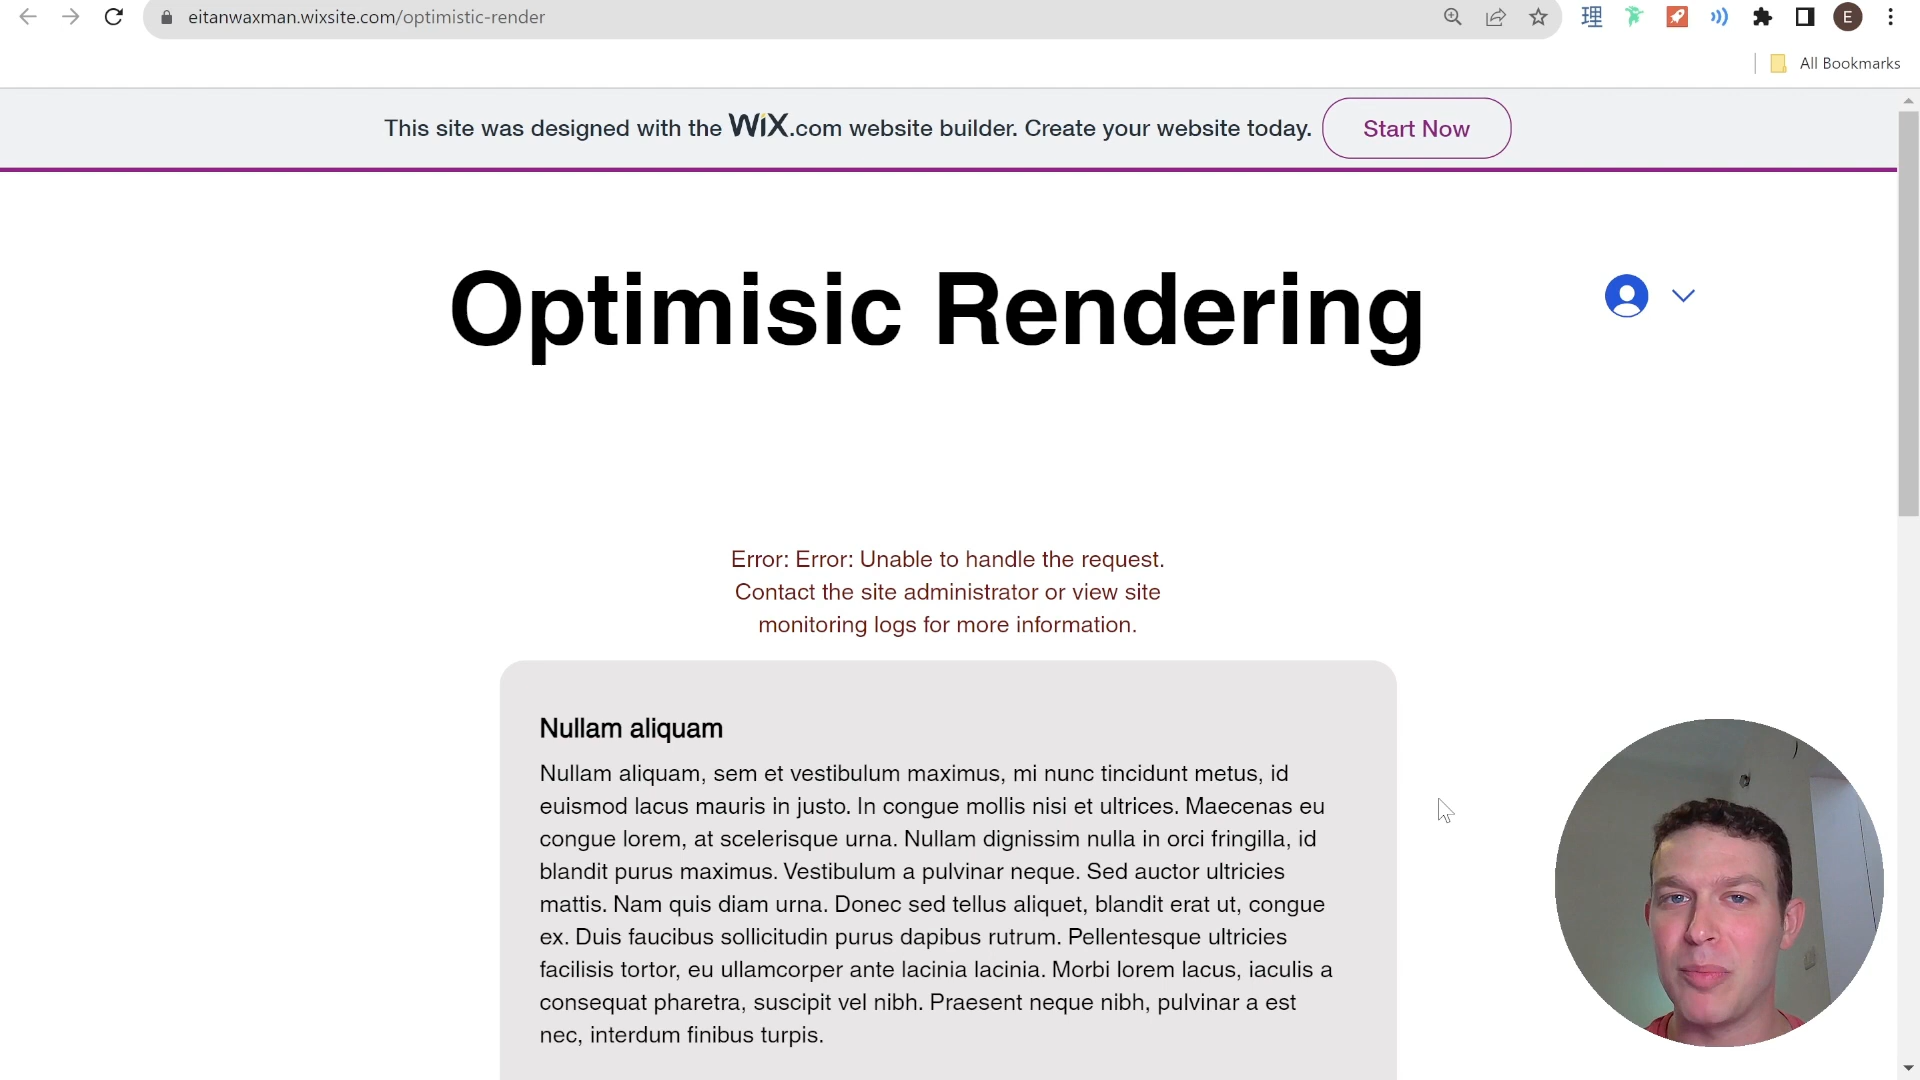 eitanwaxman.wixsite.com/optimistic-render
理
E
All Bookmarks
This site was designed with the WiX.com website builder. Create your website today.
Start Now
Optimisic Rendering
Error: Error: Unable to handle the request.
Contact the site administrator or view site
monitoring logs for more information.
Nullam aliquam
Nullam aliquam, sem et vestibulum maximus, mi nunc tincidunt metus, id
euismod lacus mauris in justo. In congue mollis nisi et ultrices. Maecenas eu
congue lorem, at scelerisque urna. Nullam dignissim nulla in orci fringilla, id
blandit purus maximus. Vestibulum a pulvinar neque. Sed auctor ultricies
mattis. Nam quis diam urna. Donec sed tellus aliquet, blandit erat ut, congue
ex. Duis faucibus sollicitudin purus dapibus rutrum. Pellentesque ultricies
facilisis tortor, eu ullamcorper ante lacinia lacinia. Morbi lorem lacus, iaculis a
consequat pharetra, suscipit vel nibh. Praesent neque nibh, pulvinar a est
nec, interdum finibus turpis.